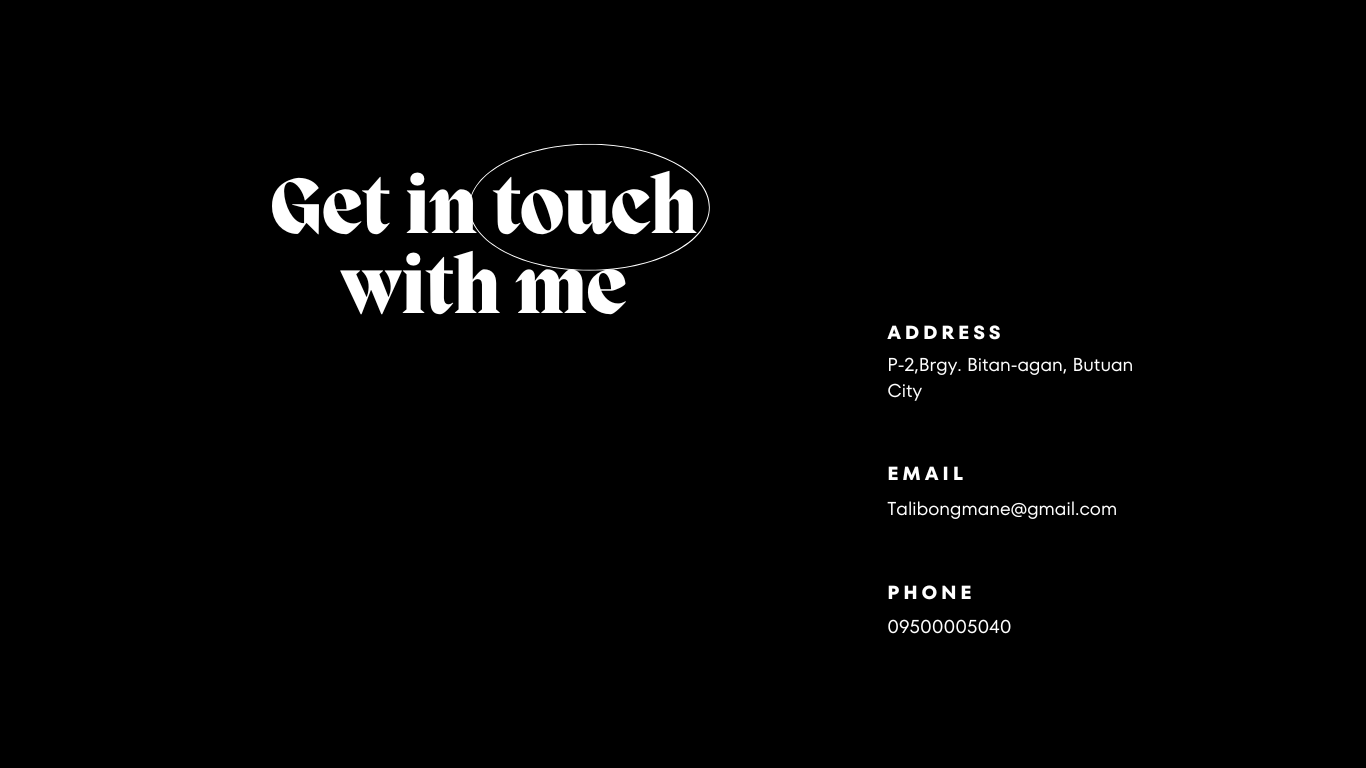 Get in touch
with me
ADDRESS
P-2,Brgy. Bitan-agan, Butuan
City
EMAIL
Talibongmane@gmail.com
PHONE
09500005040